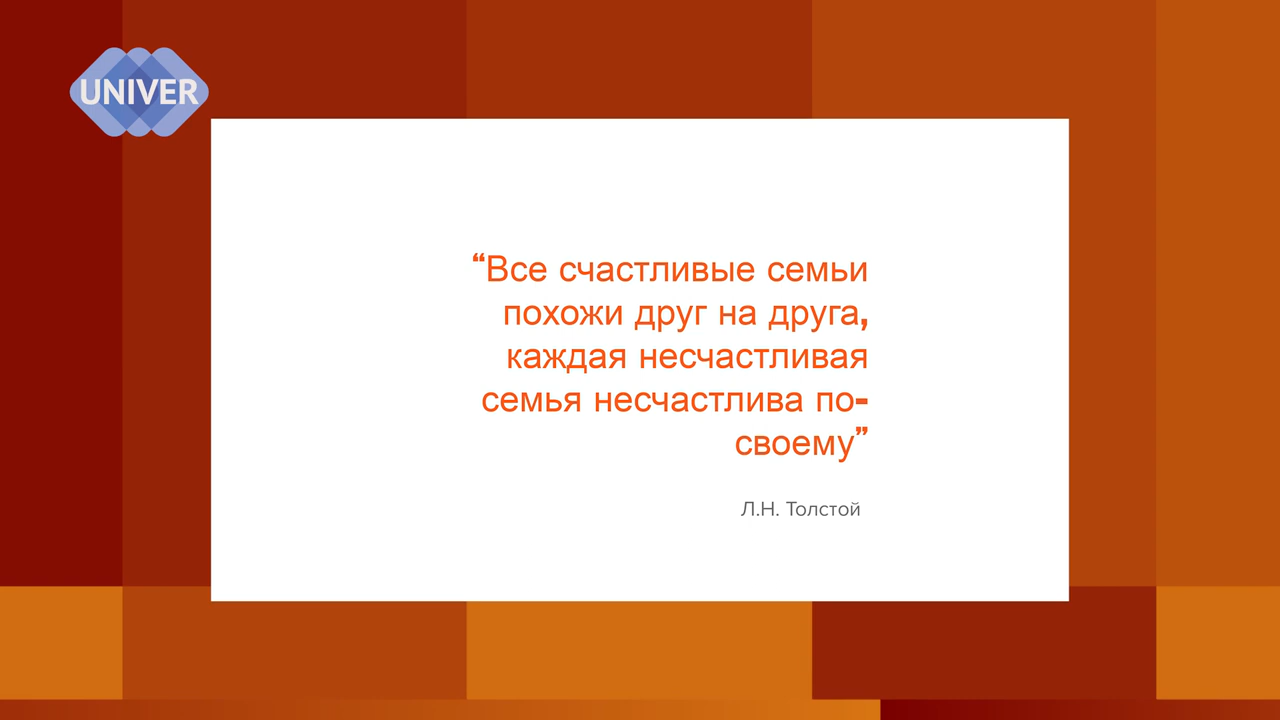 UNIVER
“Все счастливые семьи
похожи друг на друга,
каждая несчастливая
семья несчастлива по-
своему”
Л.Н. Толстой